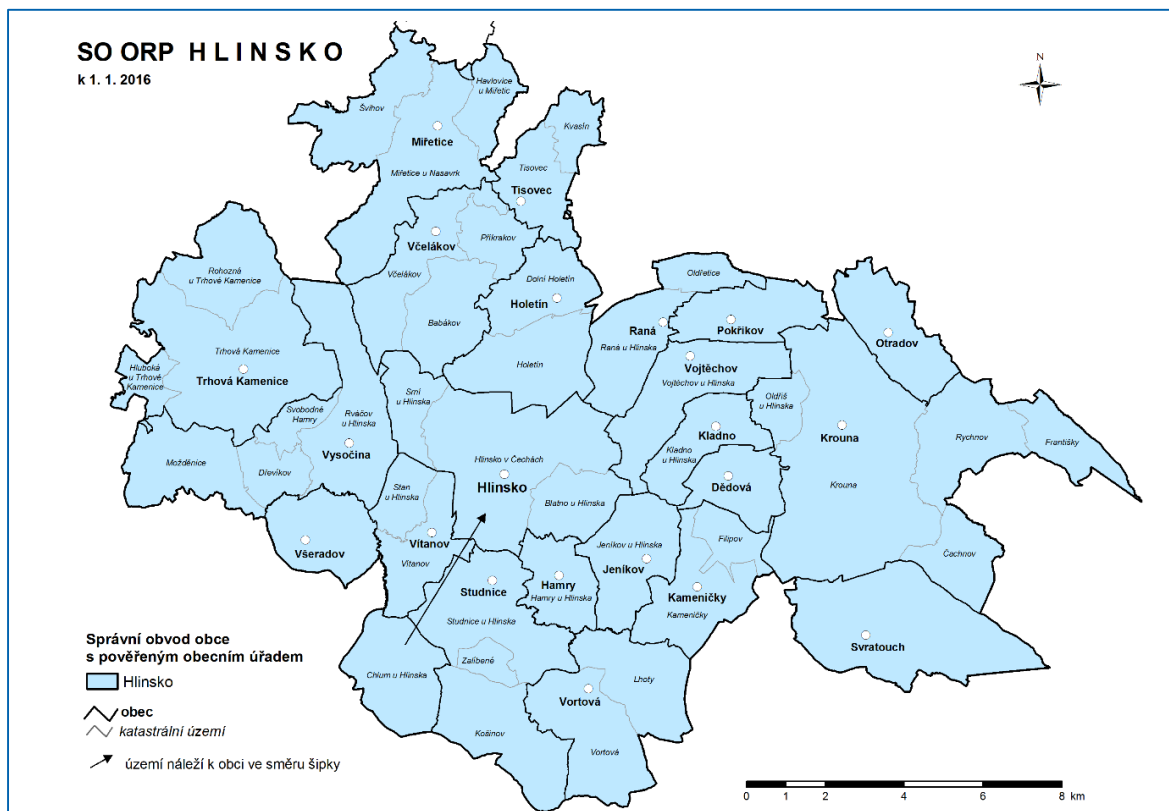 SO ORP H L I N S K O
k 1. 1. 2016
N
Havlovice
u Miřetic
Švihov
Kvasín
Miřetice
Miřetice u Nasavrk
Tisovec
Tisovec
Příkrakov
Včelákov
Včelákov
Rohozná
u Trhové Kamenice
Dolní Holetín
Oldřetice
Holetín
Babákov
Raná
Pokřikov
Otradov
Raná u Hlinska
Trhová Kamenice
Vojtěchov
Holetín
Vojtěchov u Hlinska
Hluboká
u Trhové
Kamenice
Trhová Kamenice
Srní
u Hlinska
Oldřiš
u Hlinska
Svobodné
Hamry
Rváčov
u Hlinska
Kladno
Krouna
Rychnov
Františky
Vysočina
Kladno
u Hlinska
Hlinsko v Čechách
Možděnice
Dřevíkov
Hlinsko
Dědová
Krouna
Stan
u Hlinska
Blatno u Hlinska
Všeradov
Vítanov
Jeníkov u Hlinska
Filipov
Čachnov
Vítanov
Jeníkov
Studnice
Hamry
Hamry u Hlinska
Kameničky
Kameničky
Studnice u Hlinska
Svratouch
Zalíbené
Chlum u Hlinska
Lhoty
Vortová
Košinov
Vortová
Správní obvod obce
s pověřeným obecním úřadem
Hlinsko
obec
katastrální území
území náleží k obci ve směru šipky
0 2 4 6 8 km